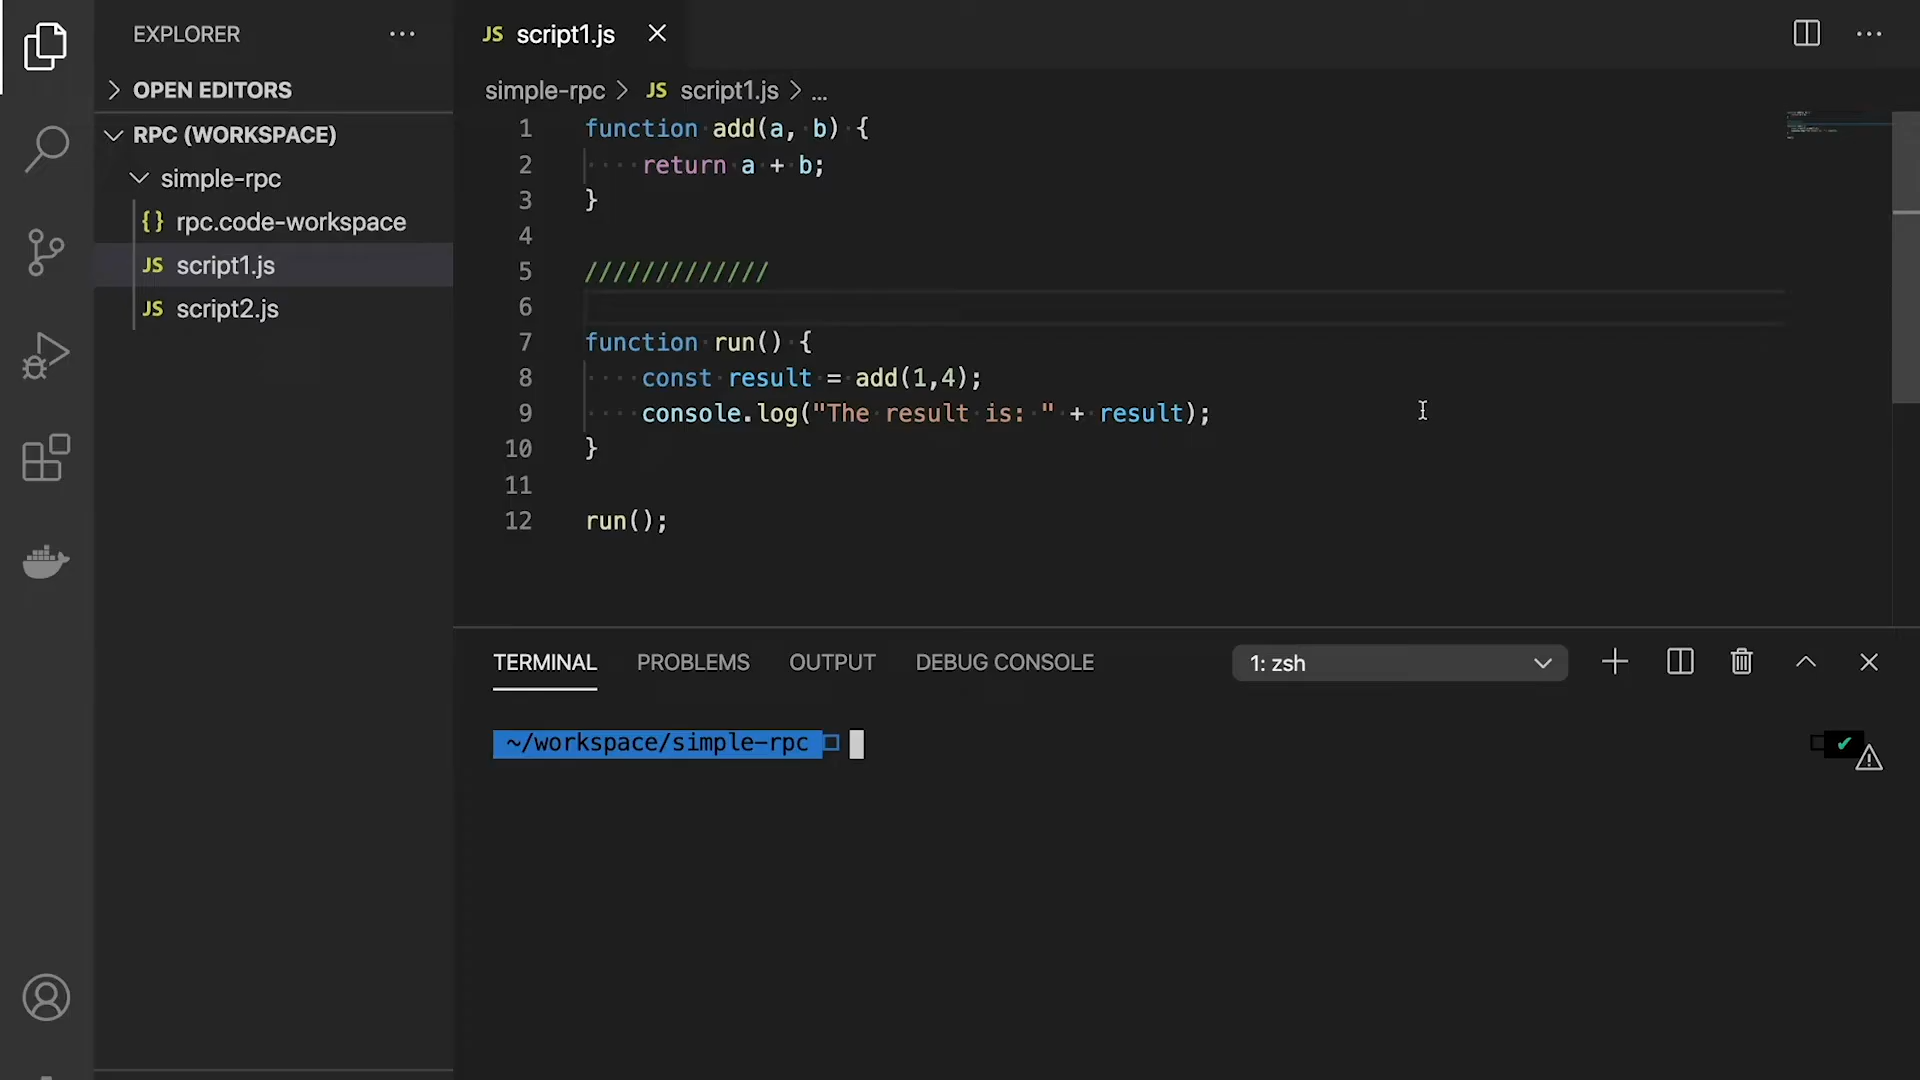 EXPLORER
OPEN EDITORS
RPC (WORKSPACE)
simple-rpc
{} rpc.code-workspace
JS script1.js
JS script2.js
JS script1.js
simple-rpc > JS script1.js > ...
1 function add(a, b) {
2 return a + b;
3 }
4
5 /////////////
6
7 function run() {
8 const result = add(1,4);
9 console.log("The result is: " + result);
10 }
11
12 run();
TERMINAL PROBLEMS OUTPUT DEBUG CONSOLE 1: zsh
~/workspace/simple-rpc